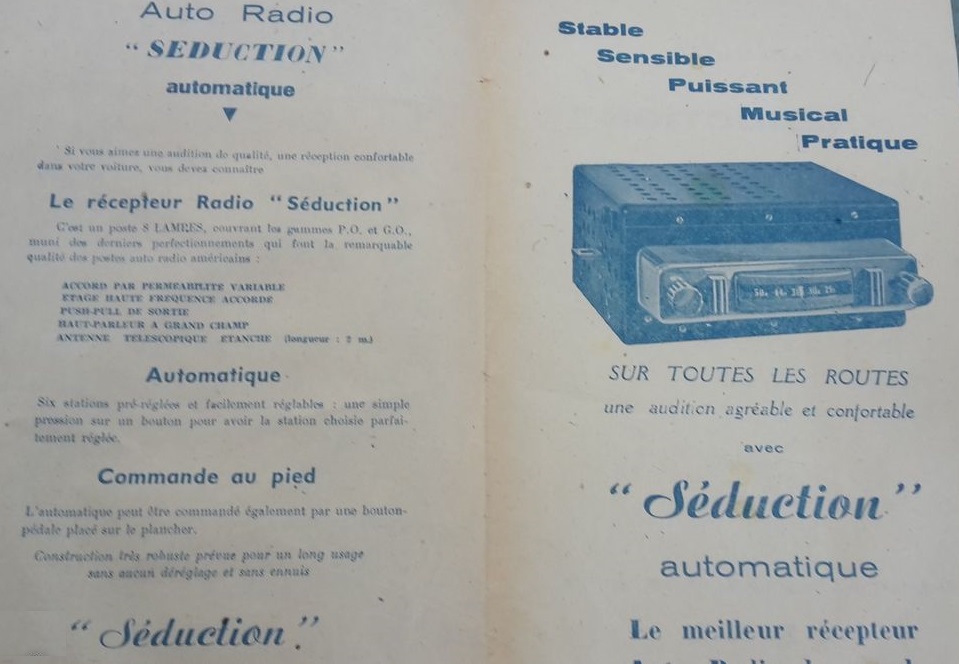 Auto Radio
“ SEDUCTION ”
automatique
Si vous aimez une audition de qualité, une réception confortable
dans votre voiture, vous devez connaître
Le récepteur Radio “Séduction”
C'est un poste 8 LAMPES, couvrant les gammes P.O. et G.O.,
muni des derniers perfectionnements qui font la remarquable
qualité des postes auto radio américains :
ACCORD PAR PERMEABILITE VARIABLE
ETAGE HAUTE FREQUENCE ACCORDE
PUSH-PULL DE SORTIE
HAUT-PARLEUR A GRAND CHAMP
ANTENNE TELESCOPIQUE ETANCHE (longueur : 2 m.)
Automatique
Six stations pré-réglées et facilement réglables : une simple
pression sur un bouton pour avoir la station choisie parfai-
tement réglée.
Commande au pied
L'automatique peut être commandé également par une bouton-
pédale placé sur le plancher.
Construction très robuste prévue pour un long usage
sans aucun déréglage et sans ennuis
“ Séduction ”.
Stable
Sensible
Puissant
Musical
Pratique
SUR TOUTES LES ROUTES
une audition agréable et confortable
avec
“ Séduction ”
automatique
Le meilleur récepteur